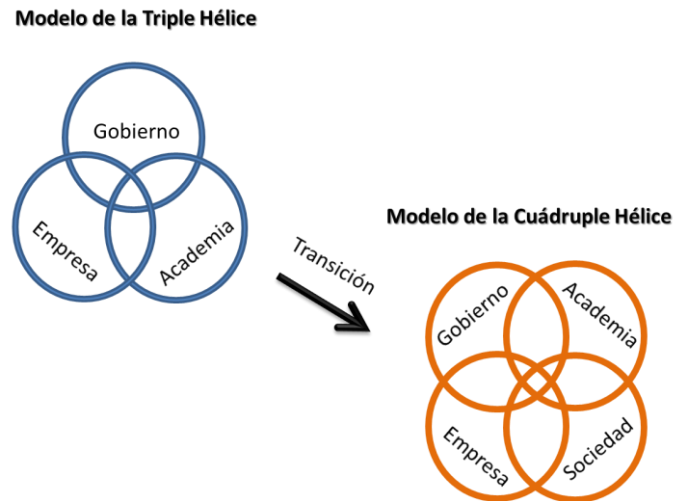 Modelo de la Triple Hélice
Gobierno
Empresa
Academia
Transición
Modelo de la Cuádruple Hélice
Gobierno
Academia
Empresa
Sociedad